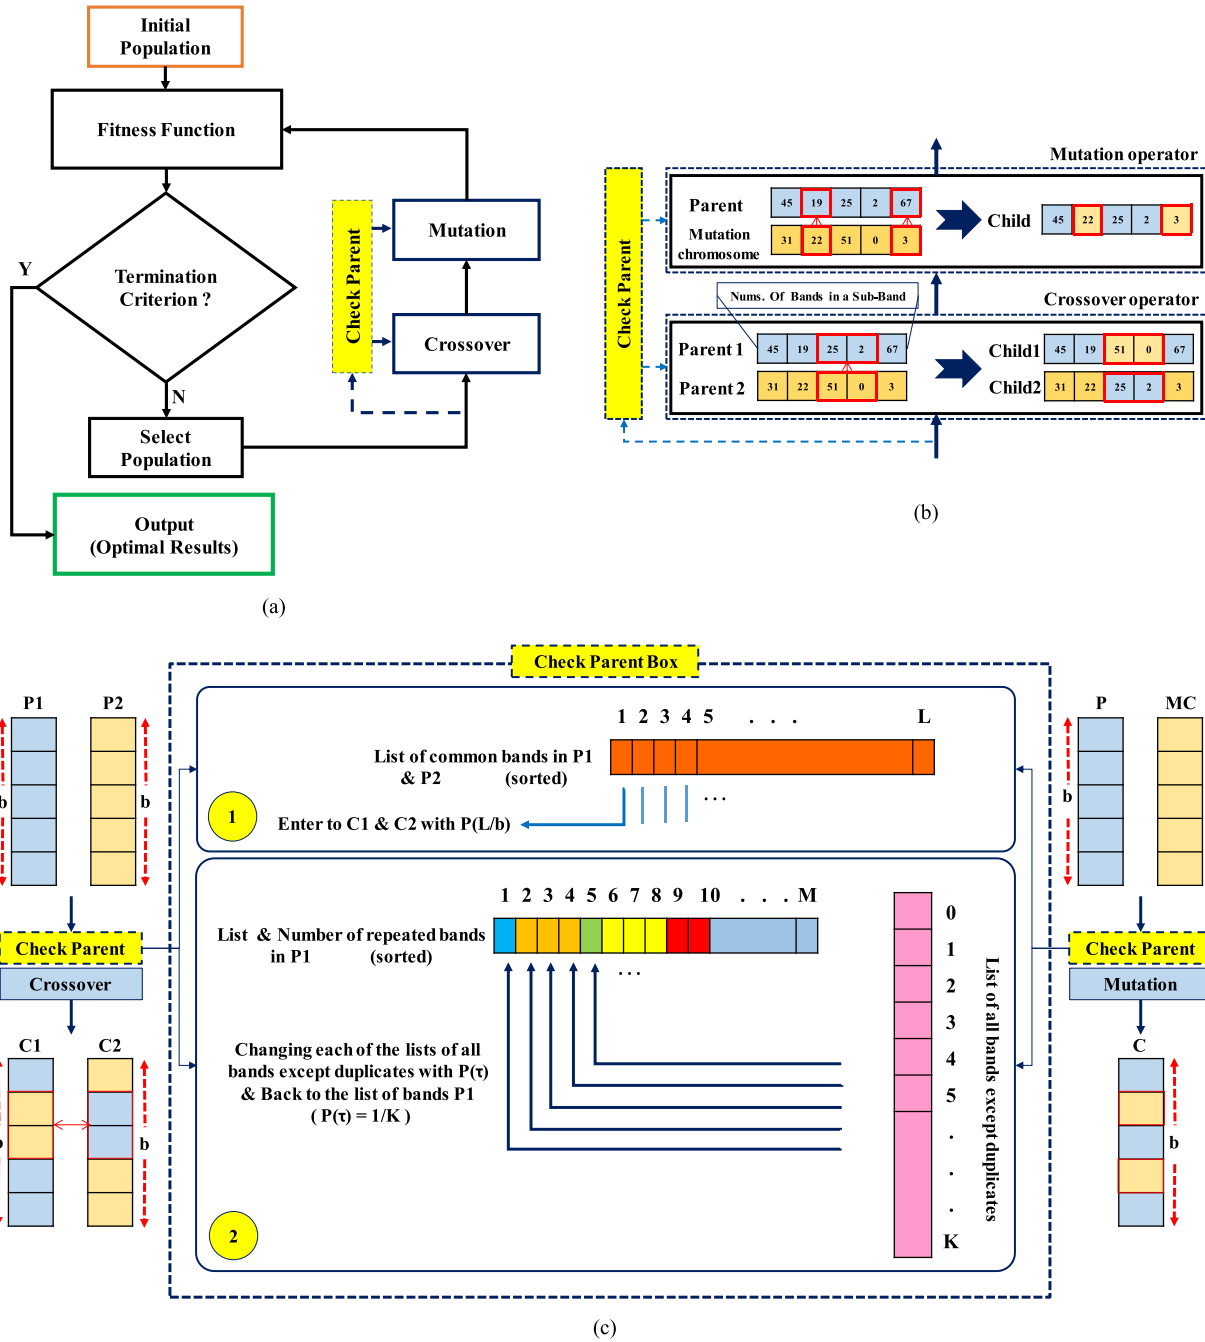 Initial
Population
Fitness Function
Termination
Criterion ?
Y
N
Select
Population
Output
(Optimal Results)
Check Parent
Mutation
Crossover
(a)
Mutation operator
Check Parent
Parent
45 19 25 2 67
Mutation
chromosome
31 22 51 0 3
Child
45 22 25 2 3
Nums. Of Bands in a Sub-Band
Crossover operator
Parent 1
45 19 25 2 67
Parent 2
31 22 51 0 3
Child1
45 19 51 0 67
Child2
31 22 25 2 3
(b)
Check Parent Box
P1 P2
b b
Check Parent
Crossover
C1 C2
b b
1 2 3 4 5 . . . L
List of common bands in P1
& P2 (sorted)
...
1
Enter to C1 & C2 with P(L/b)
1 2 3 4 5 6 7 8 9 10 . . . M
List & Number of repeated bands
in P1 (sorted)
...
Changing each of the lists of all
bands except duplicates with P(τ)
& Back to the list of bands P1
( P(τ) = 1/K )
2
0
1
2
3
4
5
.
.
.
K
List of all bands except duplicates
P MC
b
Check Parent
Mutation
C
b
(c)